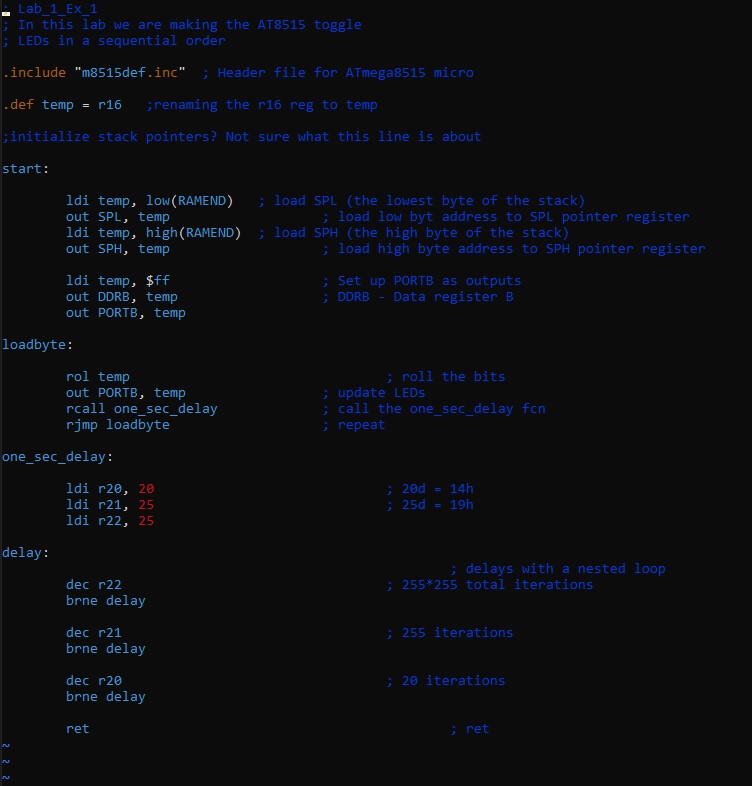 ; Lab_1_Ex_1
; In this lab we are making the AT8515 toggle
; LEDs in a sequential order
.include "m8515def.inc"  ; Header file for ATmega8515 micro
.def temp = r16   ;renaming the r16 reg to temp
;initialize stack pointers? Not sure what this line is about
start:
ldi temp, low(RAMEND)   ; load SPL (the lowest byte of the stack)
out SPL, temp                   ; load low byt address to SPL pointer register
ldi temp, high(RAMEND)  ; load SPH (the high byte of the stack)
out SPH, temp                   ; load high byte address to SPH pointer register
ldi temp, $ff                   ; Set up PORTB as outputs
out DDRB, temp                  ; DDRB - Data register B
out PORTB, temp
loadbyte:
rol temp                                ; roll the bits
out PORTB, temp                 ; update LEDs
rcall one_sec_delay             ; call the one_sec_delay fcn
rjmp loadbyte                   ; repeat
one_sec_delay:
ldi r20, 20                             ; 20d = 14h
ldi r21, 25                             ; 25d = 19h
ldi r22, 25
delay:
; delays with a nested loop
dec r22                                 ; 255*255 total iterations
brne delay
dec r21                                 ; 255 iterations
brne delay
dec r20                                 ; 20 iterations
brne delay
ret                                             ; ret
~
~
~